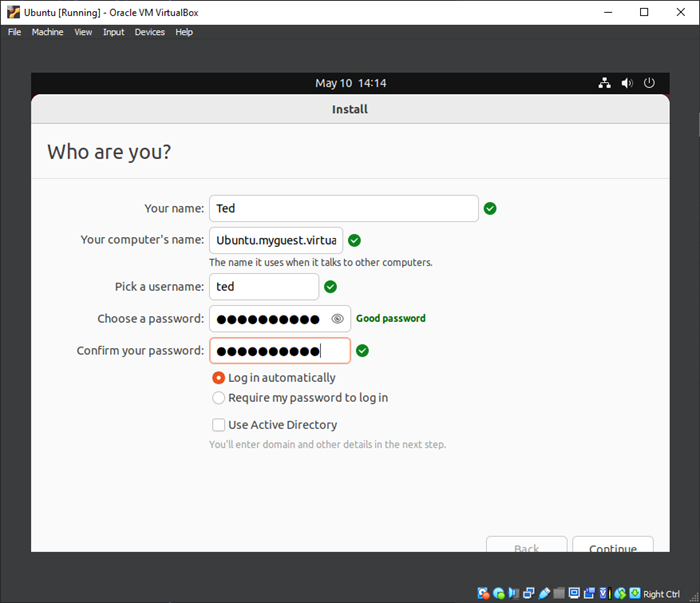 Ubuntu [Running] - Oracle VM VirtualBox
File Machine View Input Devices Help
May 10 14:14
Install
Who are you?
Your name: Ted
Your computer's name: Ubuntu.myguest.virtua
The name it uses when it talks to other computers.
Pick a username: ted
Choose a password: ●●●●●●●●●● Good password
Confirm your password: ●●●●●●●●●●
Log in automatically
Require my password to log in
Use Active Directory
You'll enter domain and other details in the next step.
Back Continue
Right Ctrl